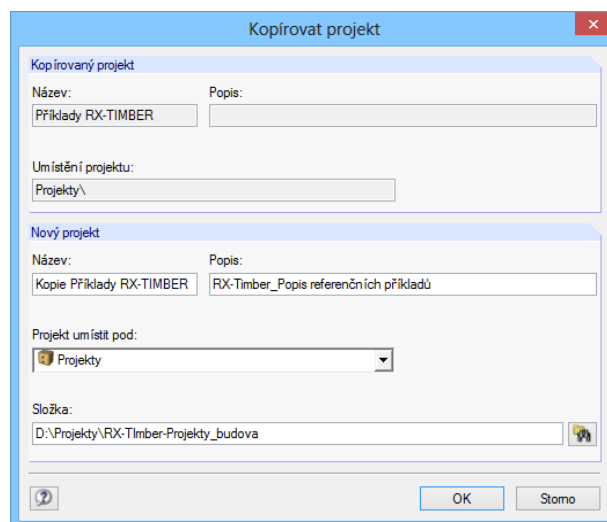 Kopírovat projekt
Kopírovaný projekt
Název: Popis:
Příklady RX-TIMBER
Umístění projektu:
Projekty\
Nový projekt
Název: Popis:
Kopie Příklady RX-TIMBER RX-Timber_Popis referenčních příkladů
Projekt umístit pod:
Projekty
Složka:
D:\Projekty\RX-TImber-Projekty_budova
OK Storno